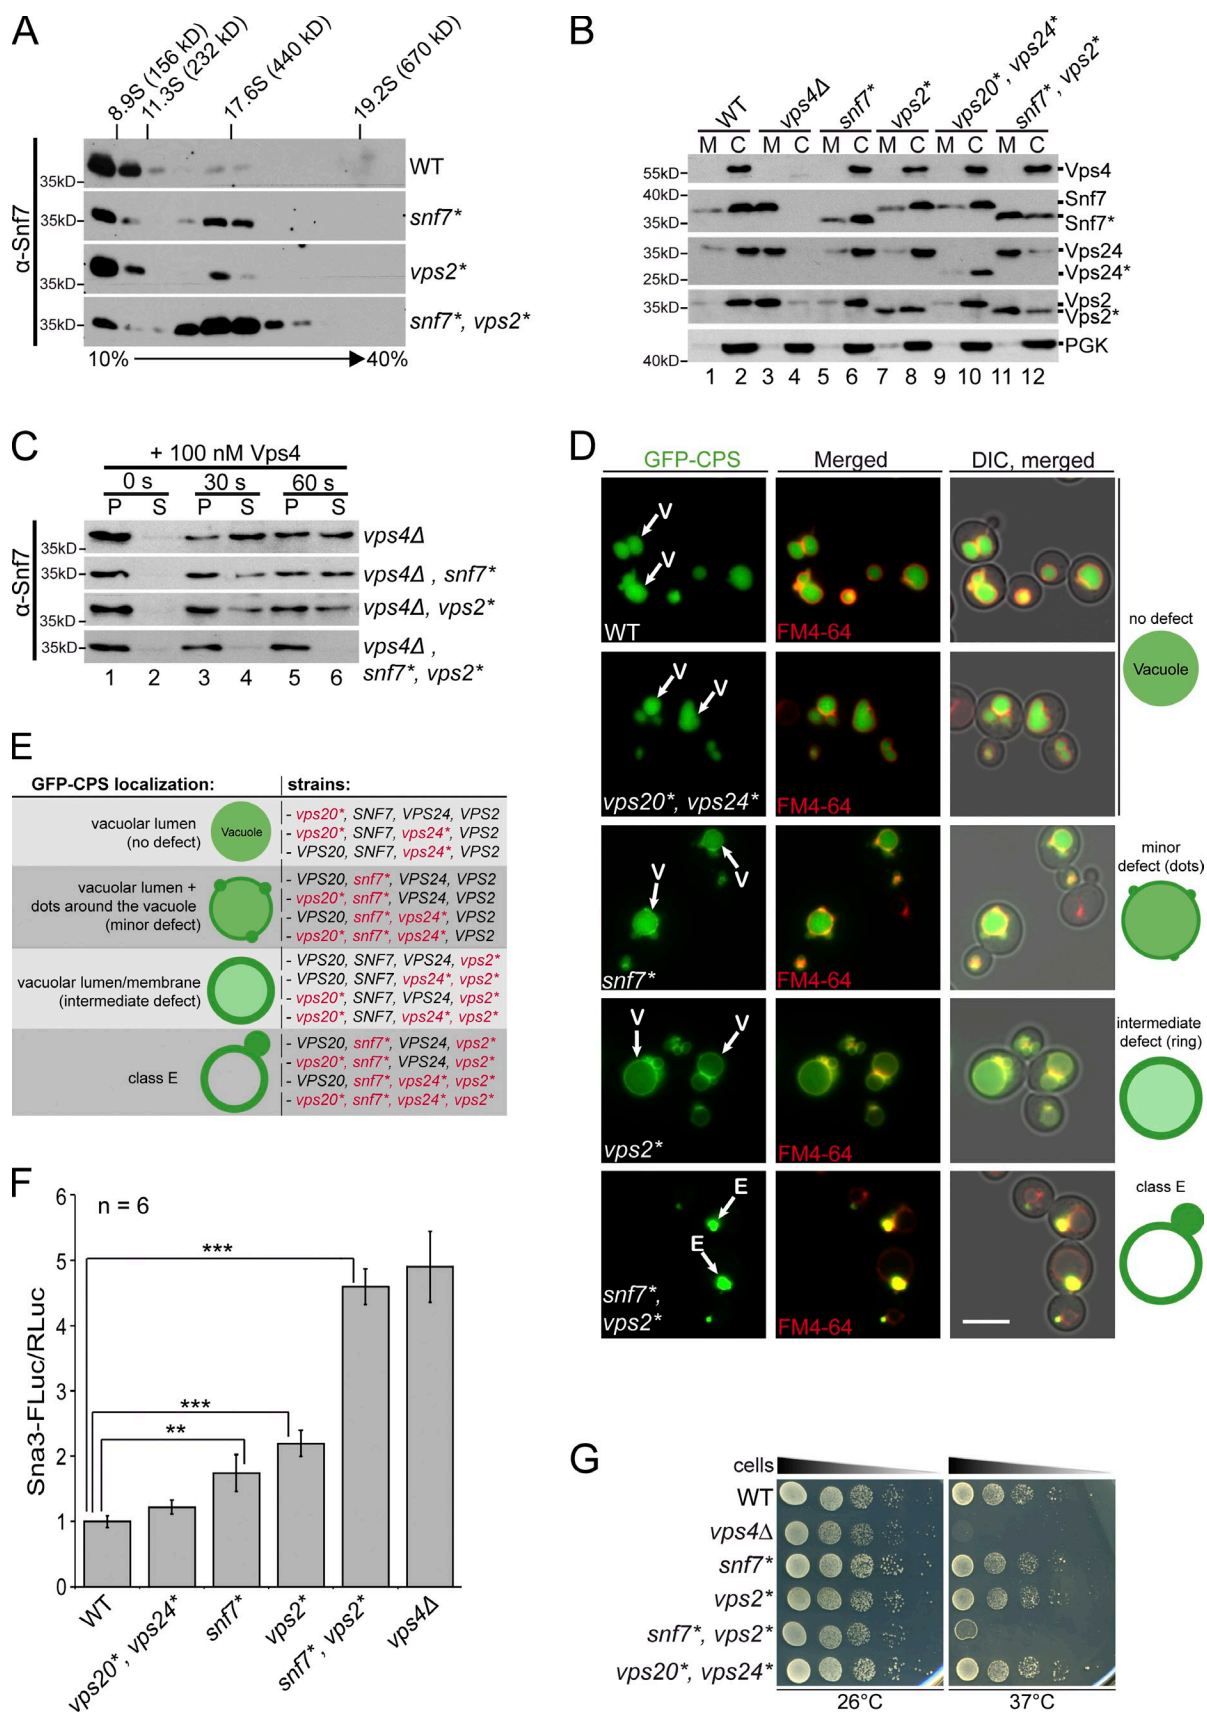 A
8.9S (156 kD)
11.3S (232 kD)
17.6S (440 kD)
19.2S (670 kD)
α-Snf7
35kD
WT
35kD
snf7*
35kD
vps2*
35kD
snf7*, vps2*
10%
40%
B
WT
vps4Δ
snf7*
vps2*
vps20*, vps24*
snf7*, vps2*
M C M C M C M C M C M C
55kD
Vps4
40kD
Snf7
35kD
Snf7*
35kD
Vps24
25kD
Vps24*
35kD
Vps2
Vps2*
PGK
40kD
1 2 3 4 5 6 7 8 9 10 11 12
C
+ 100 nM Vps4
0 s 30 s 60 s
P S P S P S
α-Snf7
35kD
vps4Δ
35kD
vps4Δ, snf7*
35kD
vps4Δ, vps2*
35kD
vps4Δ,
snf7*, vps2*
1 2 3 4 5 6
D
GFP-CPS Merged DIC, merged
V
V
WT
FM4-64
V
V
vps20*, vps24*
FM4-64
no defect
Vacuole
V
V
snf7*
FM4-64
minor
defect (dots)
V
V
vps2*
FM4-64
intermediate
defect (ring)
E
E
snf7*,
vps2*
FM4-64
class E
E
GFP-CPS localization: strains:
vacuolar lumen
(no defect)
Vacuole
- vps20*, SNF7, VPS24, VPS2
- vps20*, SNF7, vps24*, VPS2
- VPS20, SNF7, vps24*, VPS2
vacuolar lumen +
dots around the vacuole
(minor defect)
- VPS20, snf7*, VPS24, VPS2
- vps20*, snf7*, VPS24, VPS2
- VPS20, snf7*, vps24*, VPS2
- vps20*, snf7*, vps24*, VPS2
vacuolar lumen/membrane
(intermediate defect)
- VPS20, SNF7, VPS24, vps2*
- VPS20, SNF7, vps24*, vps2*
- vps20*, SNF7, VPS24, vps2*
- vps20*, SNF7, vps24*, vps2*
class E
- VPS20, snf7*, VPS24, vps2*
- vps20*, snf7*, VPS24, vps2*
- VPS20, snf7*, vps24*, vps2*
- vps20*, snf7*, vps24*, vps2*
F
Sna3-FLuc/RLuc
n = 6
6
5
4
3
2
1
0
***
***
**
WT
vps20*, vps24*
snf7*
vps2*
snf7*, vps2*
vps4Δ
G
cells
WT
vps4Δ
snf7*
vps2*
snf7*, vps2*
vps20*, vps24*
26°C
37°C